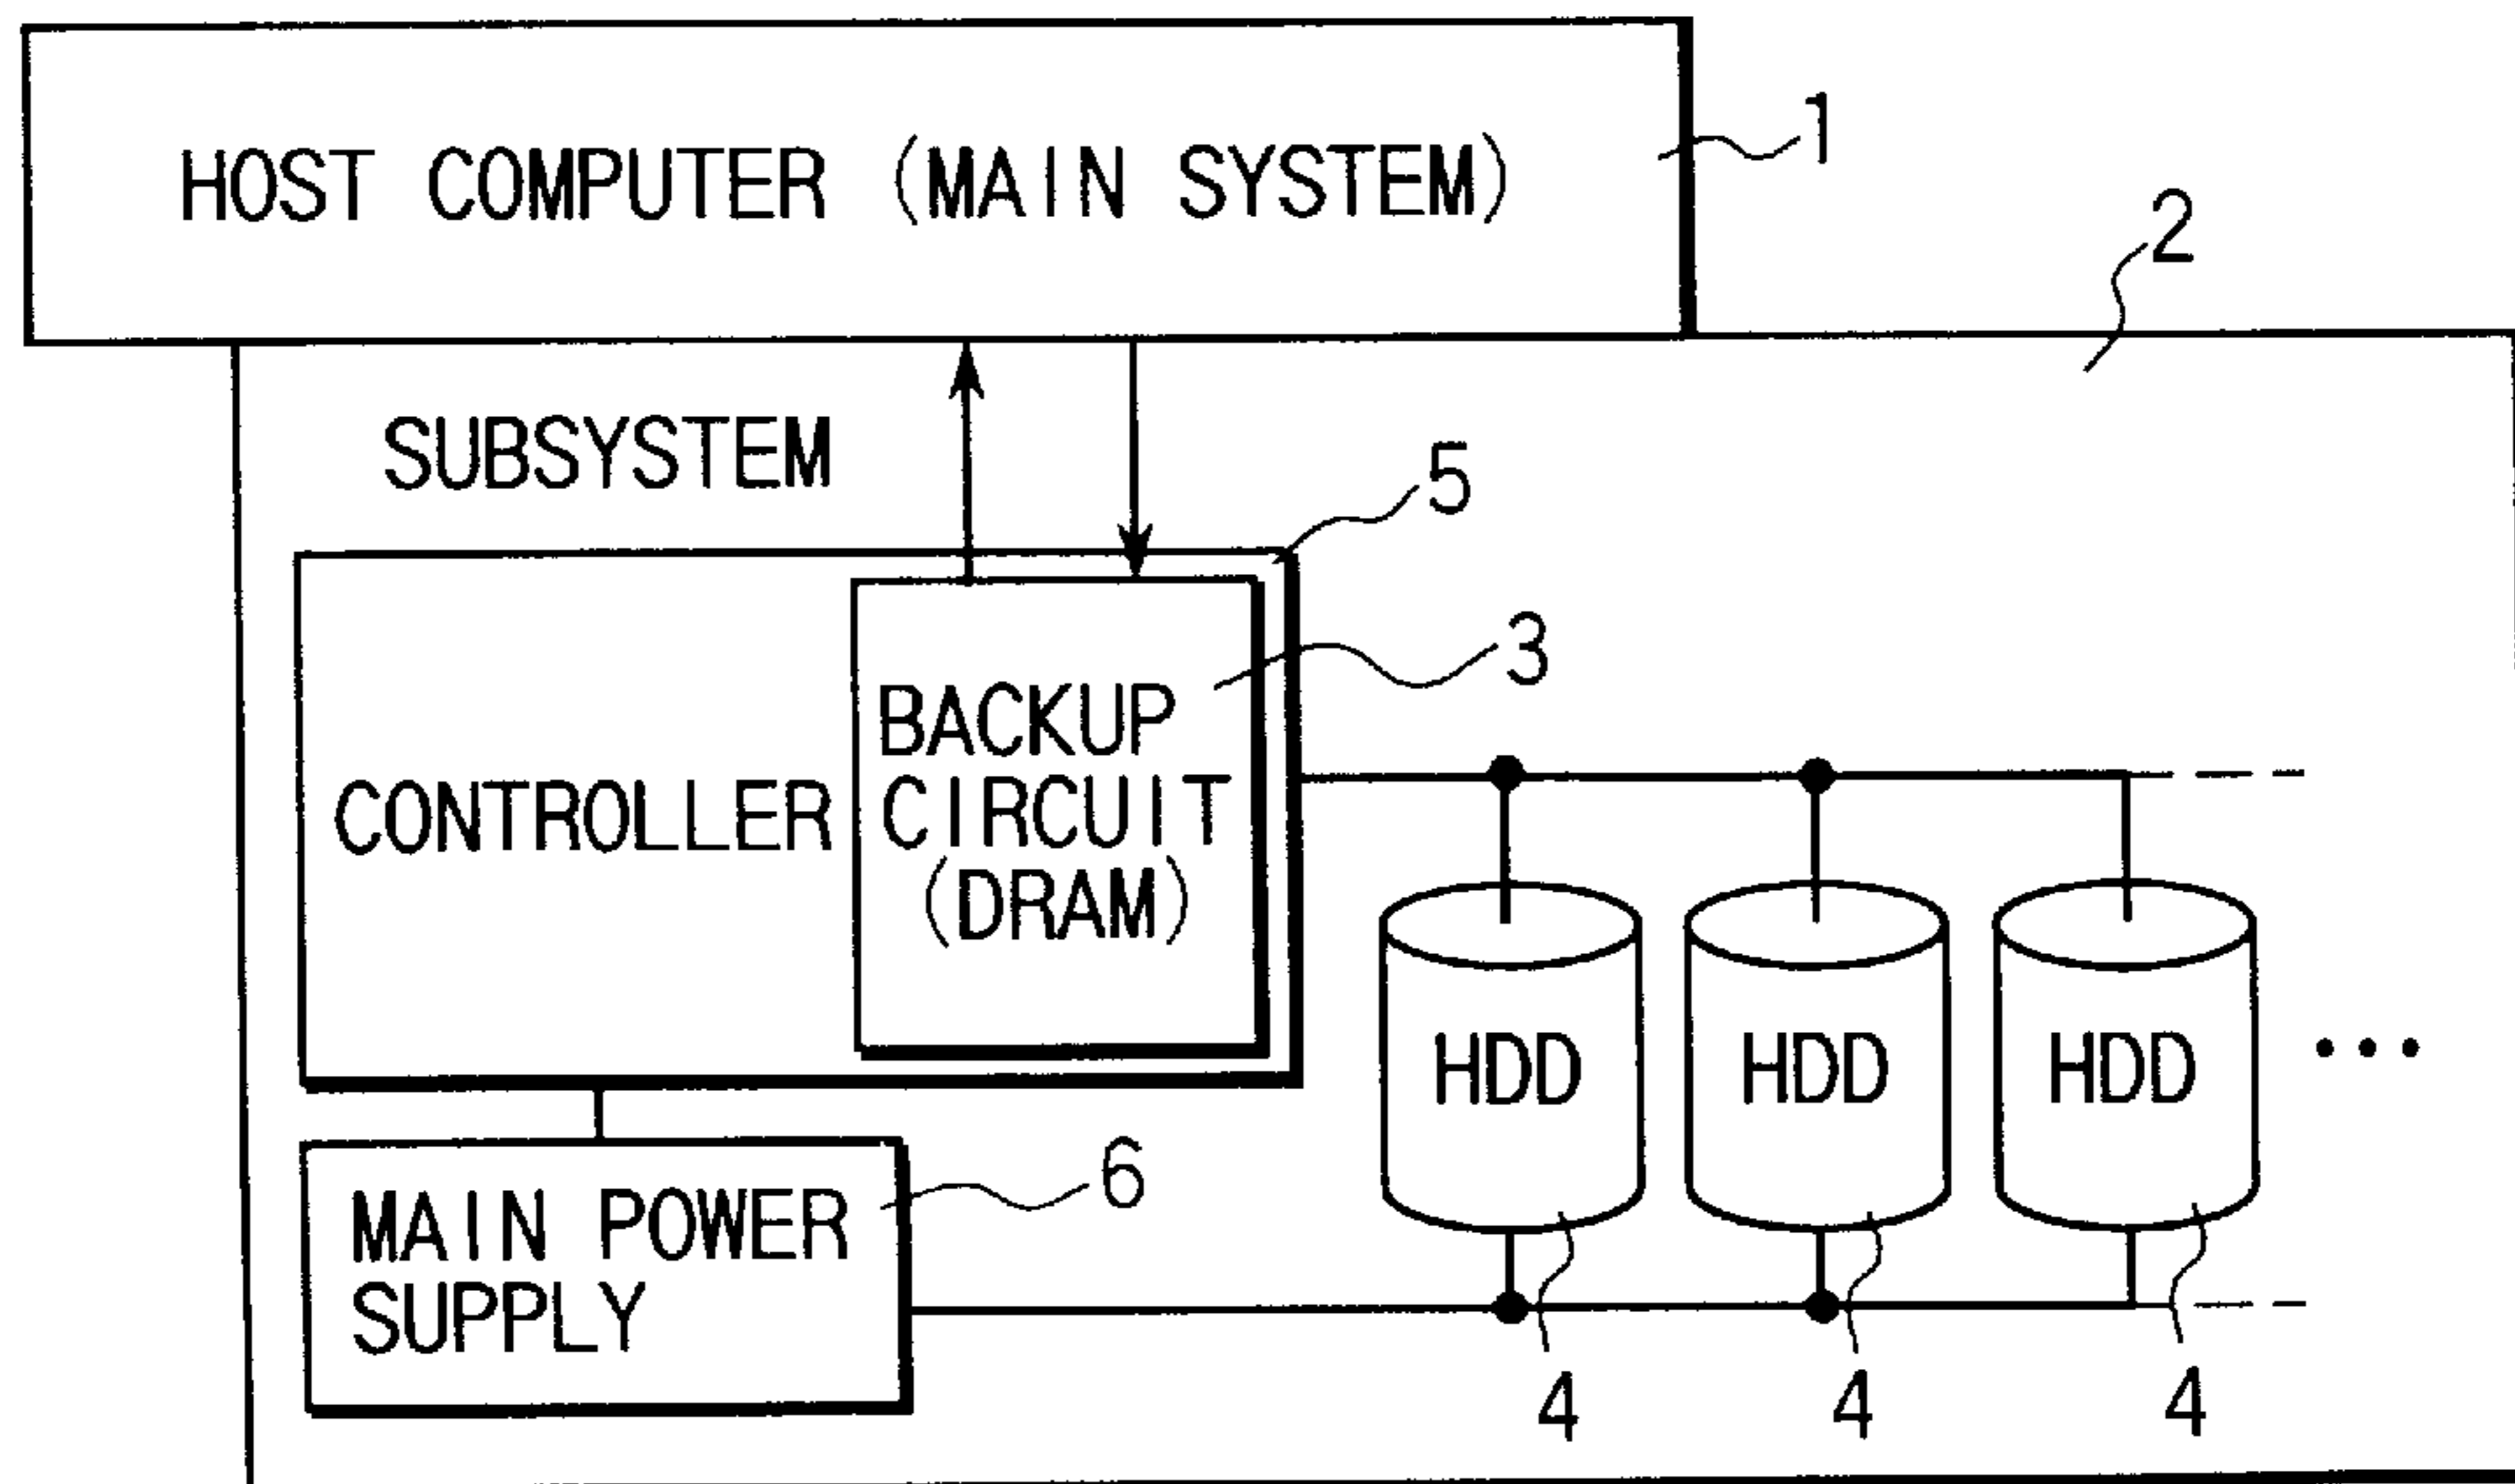 HOST COMPUTER (MAIN SYSTEM)
1
2
SUBSYSTEM
5
3
CONTROLLER
BACKUP
CIRCUIT
(DRAM)
HDD
HDD
HDD
MAIN POWER
SUPPLY
6
4
4
4